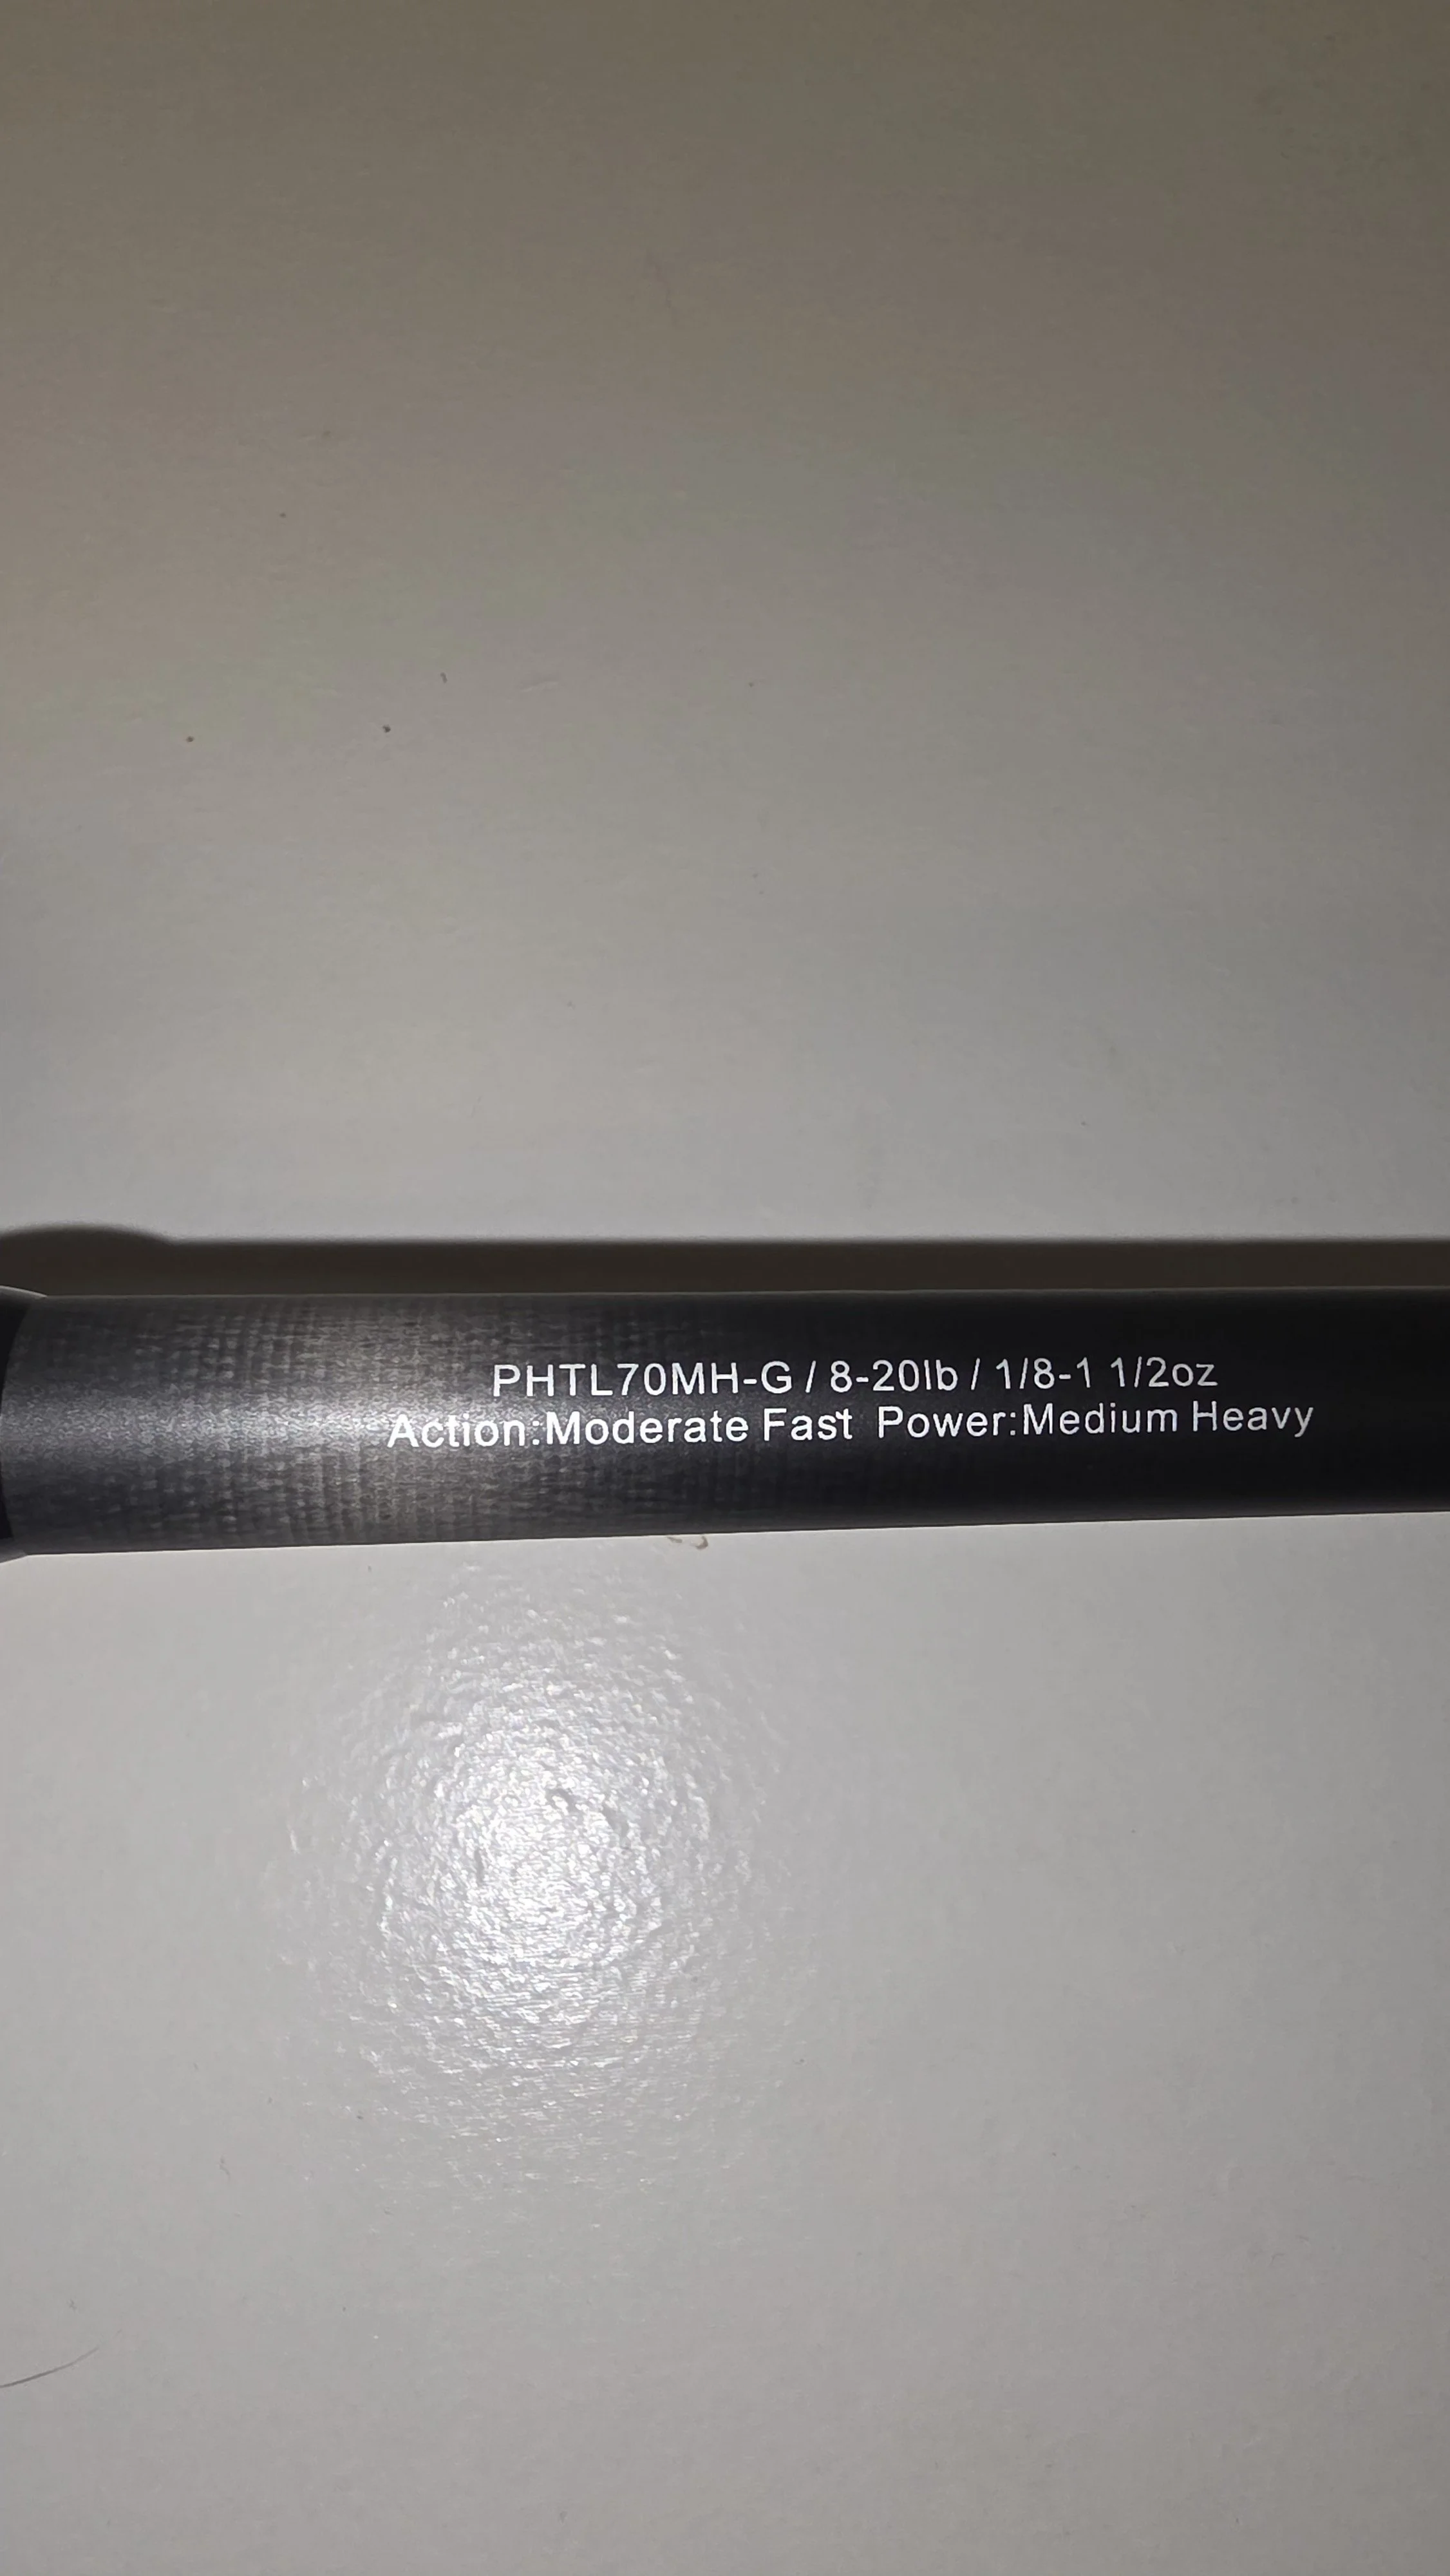 PHTL70MH-G / 8-20lb / 1/8-1 1/2oz
Action:Moderate Fast Power:Medium Heavy